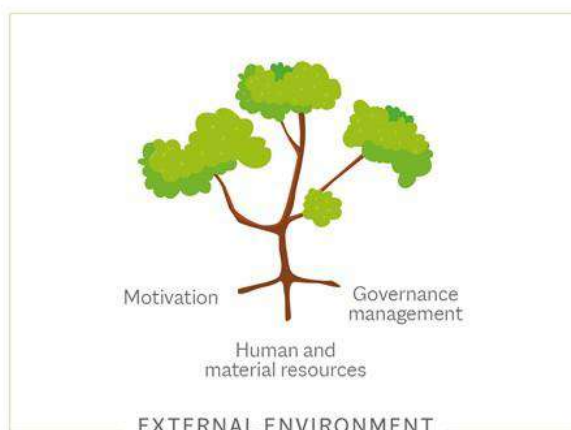 Motivation
Governance
management
Human and
material resources
EXTERNAL ENVIRONMENT